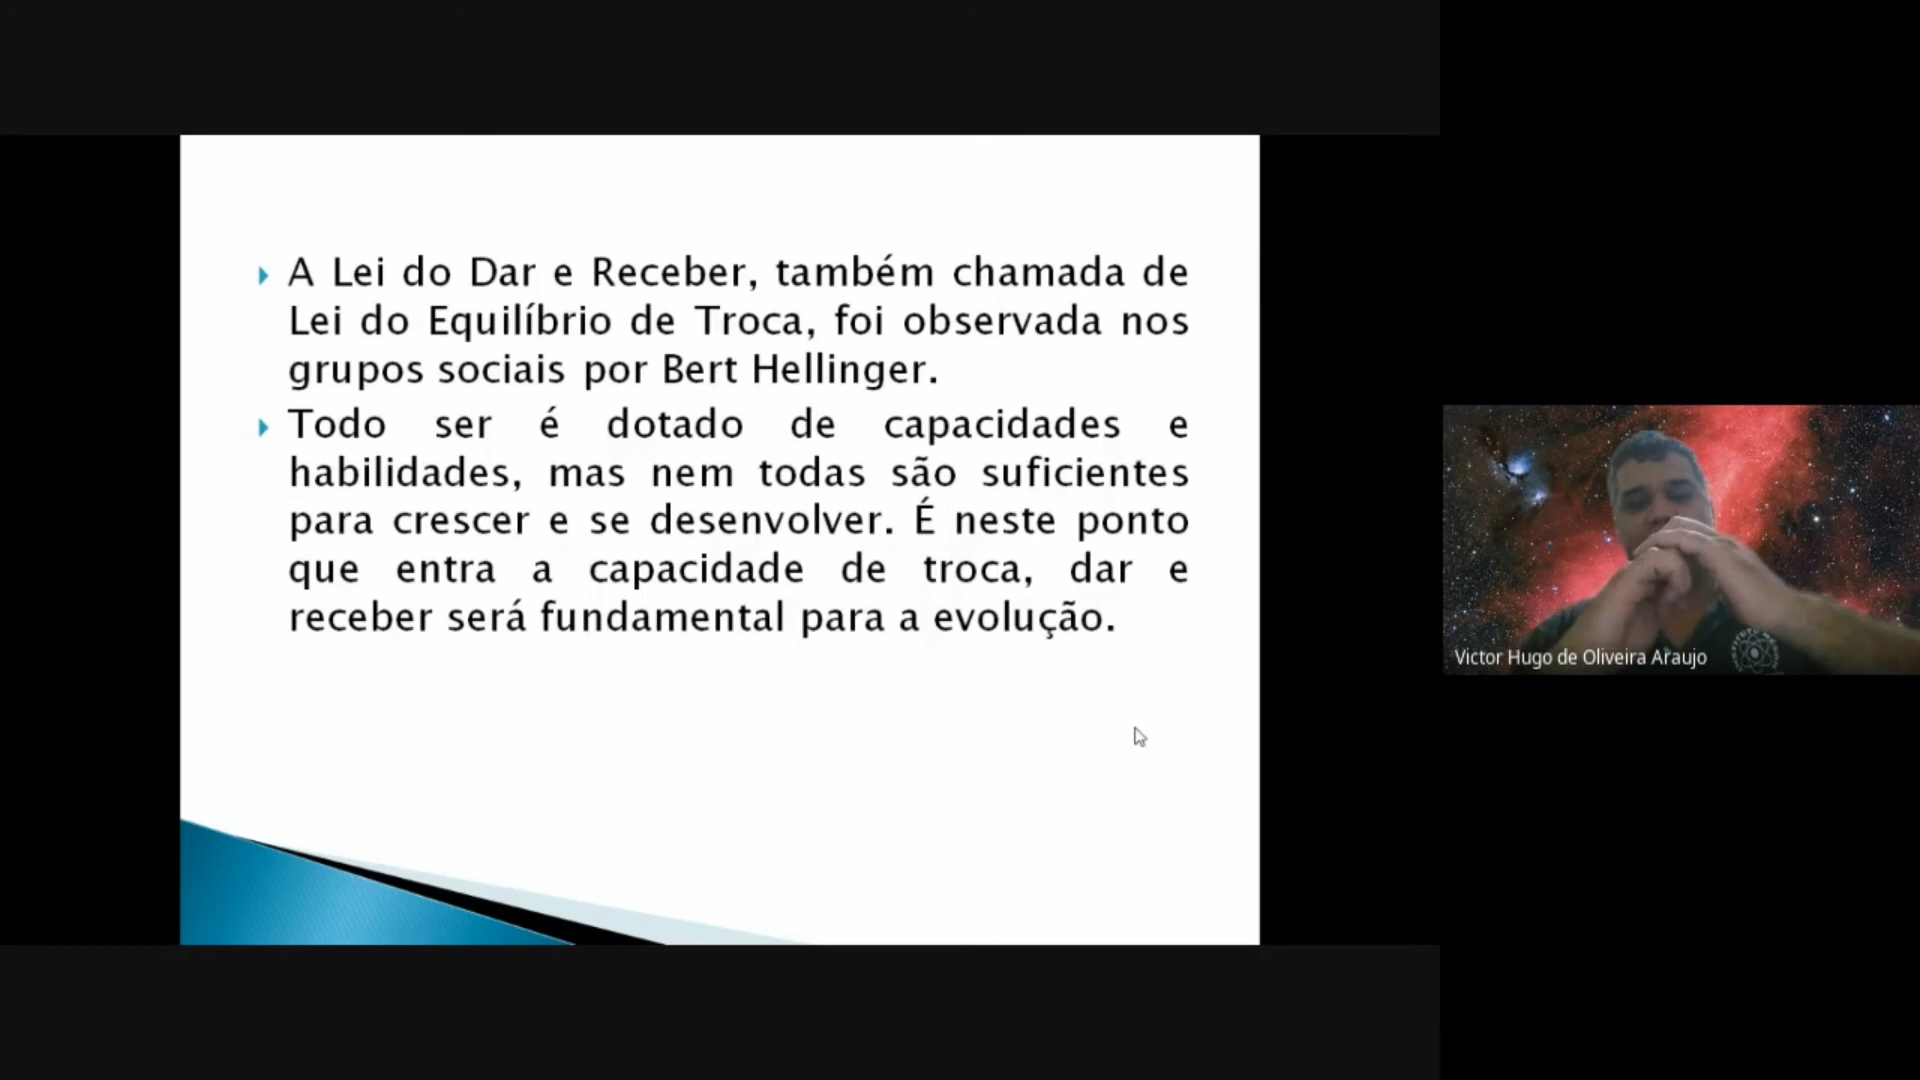 A Lei do Dar e Receber, também chamada de
Lei do Equilíbrio de Troca, foi observada nos
grupos sociais por Bert Hellinger.
Todo ser é dotado de capacidades e
habilidades, mas nem todas são suficientes
para crescer e se desenvolver. É neste ponto
que entra a capacidade de troca, dar e
receber será fundamental para a evolução.
Victor Hugo de Oliveira Araujo